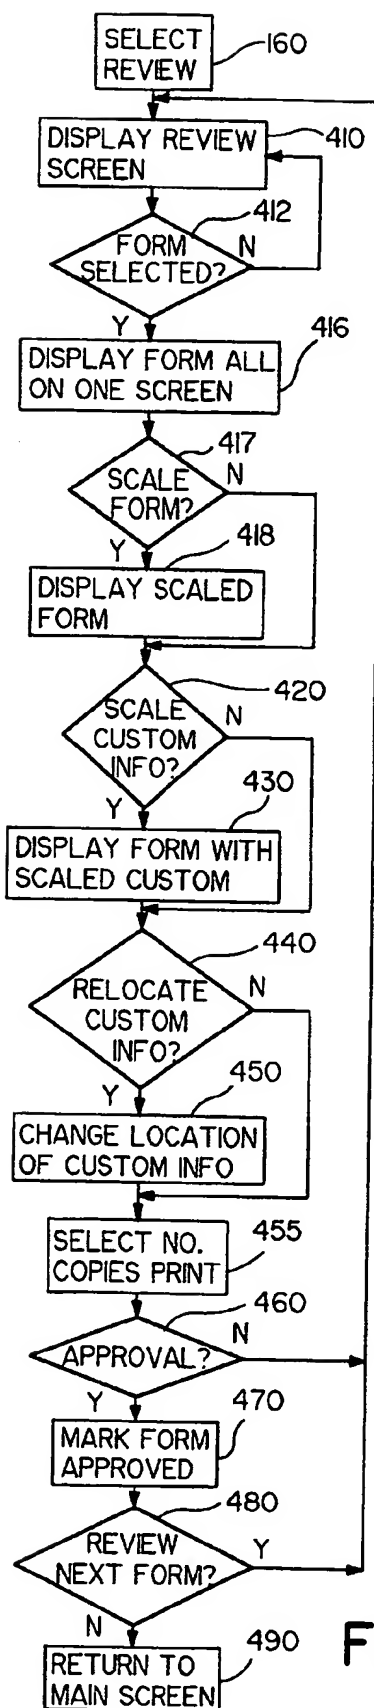 SELECT
REVIEW
160
DISPLAY REVIEW
SCREEN
410
412
FORM
SELECTED?
N
Y
DISPLAY FORM ALL
ON ONE SCREEN
416
417
SCALE
FORM?
N
Y
418
DISPLAY SCALED
FORM
420
SCALE
CUSTOM
INFO?
N
Y
430
DISPLAY FORM WITH
SCALED CUSTOM
440
RELOCATE
CUSTOM
INFO?
N
Y
450
CHANGE LOCATION
OF CUSTOM INFO
SELECT NO.
COPIES PRINT
455
460
APPROVAL?
N
Y
470
MARK FORM
APPROVED
480
REVIEW
NEXT FORM?
Y
N
490
RETURN TO
MAIN SCREEN
F